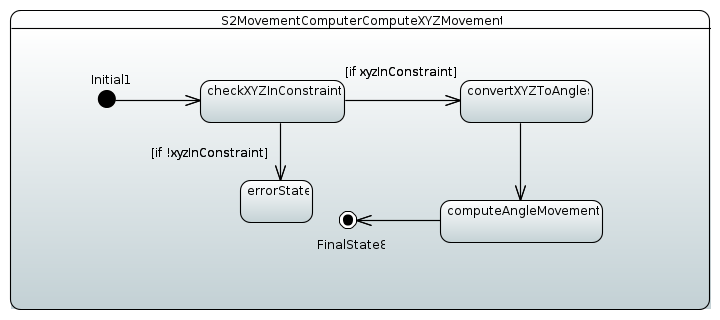 S2MovementComputerComputeXYZMovement
Initial1
[if xyzInConstraint]
checkXYZInConstraint
convertXYZToAngles
[if !xyzInConstraint]
errorState
computeAngleMovement
FinalState8